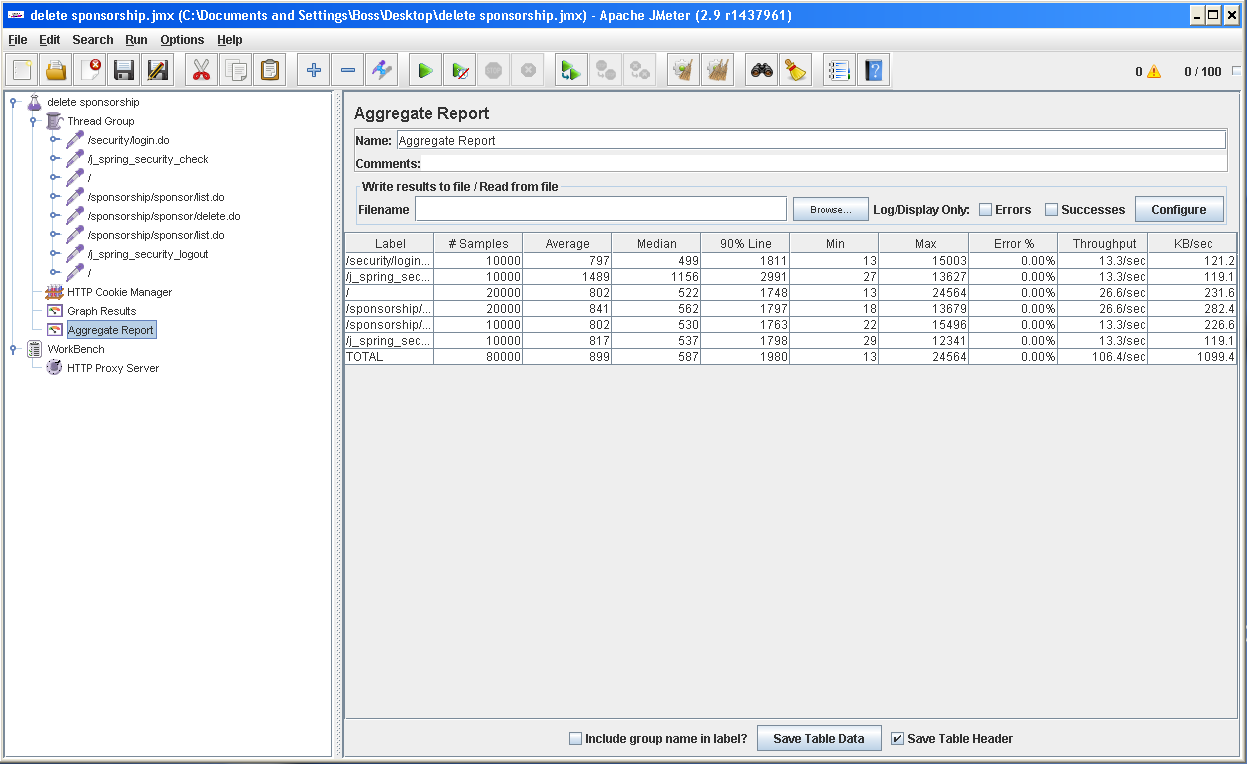 delete sponsorship.jmx (C:\Documents and Settings\Boss\Desktop\delete sponsorship.jmx) - Apache JMeter (2.9 r1437961)
File Edit Search Run Options Help
0 0 / 100
delete sponsorship
Thread Group
/security/login.do
/j_spring_security_check
/
/sponsorship/sponsor/list.do
/sponsorship/sponsor/delete.do
/sponsorship/sponsor/list.do
/j_spring_security_logout
/
HTTP Cookie Manager
Graph Results
Aggregate Report
WorkBench
HTTP Proxy Server
Aggregate Report
Name: Aggregate Report
Comments:
Write results to file / Read from file
Filename Browse... Log/Display Only: Errors Successes Configure
Label # Samples Average Median 90% Line Min Max Error % Throughput KB/sec
/security/login... 10000 797 499 1811 13 15003 0.00% 13.3/sec 121.2
/j_spring_sec... 10000 1489 1156 2991 27 13627 0.00% 13.3/sec 119.1
/ 20000 802 522 1748 13 24564 0.00% 26.6/sec 231.6
/sponsorship/... 20000 841 562 1797 18 13679 0.00% 26.6/sec 282.4
/sponsorship/... 10000 802 530 1763 22 15496 0.00% 13.3/sec 226.6
/j_spring_sec... 10000 817 537 1798 29 12341 0.00% 13.3/sec 119.1
TOTAL 80000 899 587 1980 13 24564 0.00% 106.4/sec 1099.4
Include group name in label? Save Table Data Save Table Header